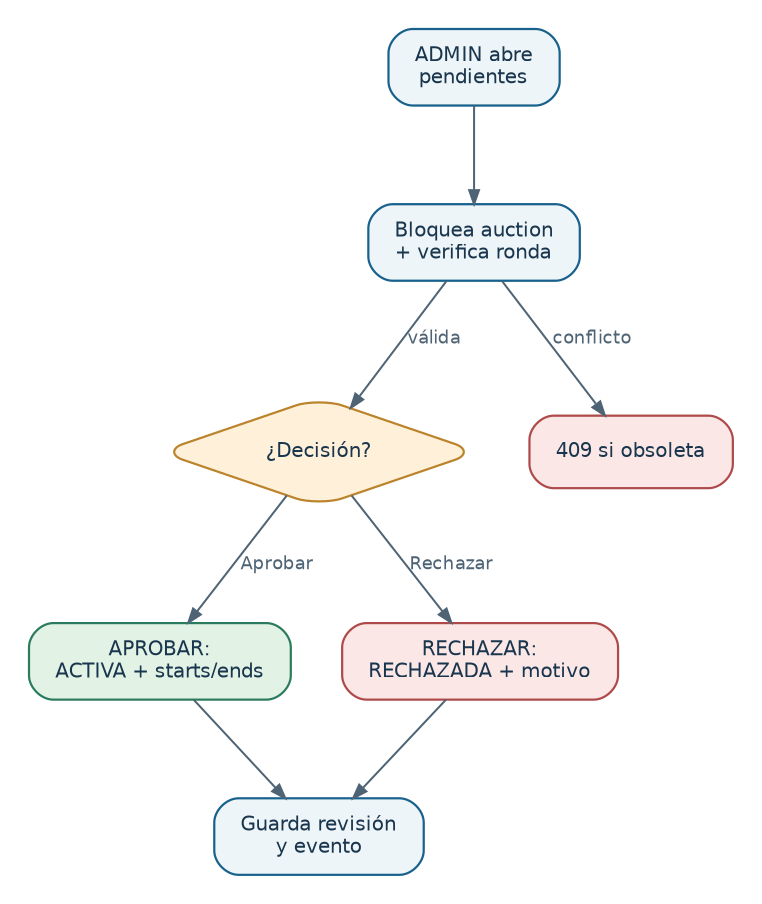 ADMIN abre
pendientes
Bloquea auction
+ verifica ronda
válida
conflicto
¿Decisión?
409 si obsoleta
Aprobar
Rechazar
APROBAR:
ACTIVA + starts/ends
RECHAZAR:
RECHAZADA + motivo
Guarda revisión
y evento